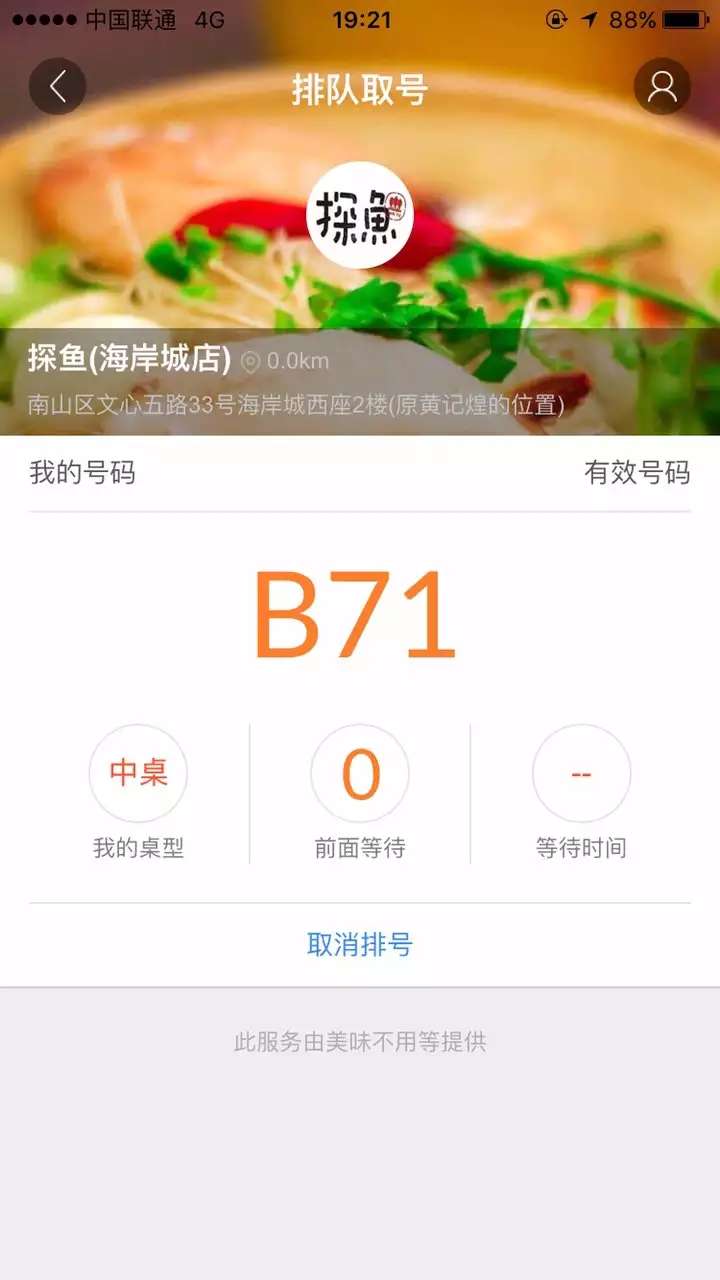 中国联通 4G 19:21 88%
排队取号
探魚
探鱼(海岸城店) 0.0km
南山区文心五路33号海岸城西座2楼(原黄记煌的位置)
我的号码 有效号码
B71
中桌 0 --
我的桌型 前面等待 等待时间
取消排号
此服务由美味不用等提供